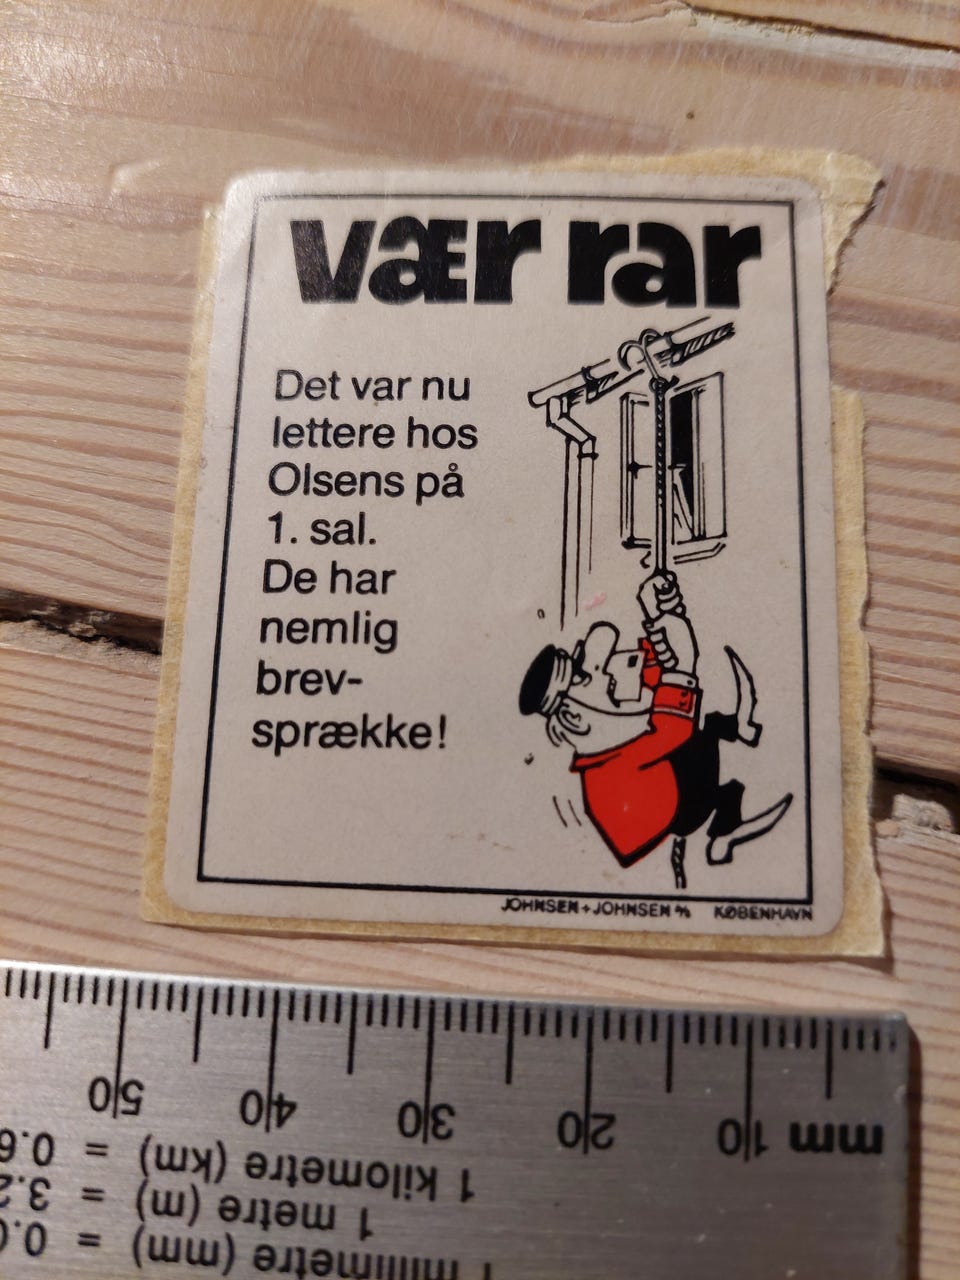 vær rar
Det var nu
lettere hos
Olsens på
1. sal.
De har
nemlig
brev-
sprække!
JOHNSEN + JOHNSEN A/S KØBENHAVN
mm 10 20 30 40 50
1 kilometre (km) = 0.6
1 metre (m) = 3.2
1 millimetre (mm) = 0.0